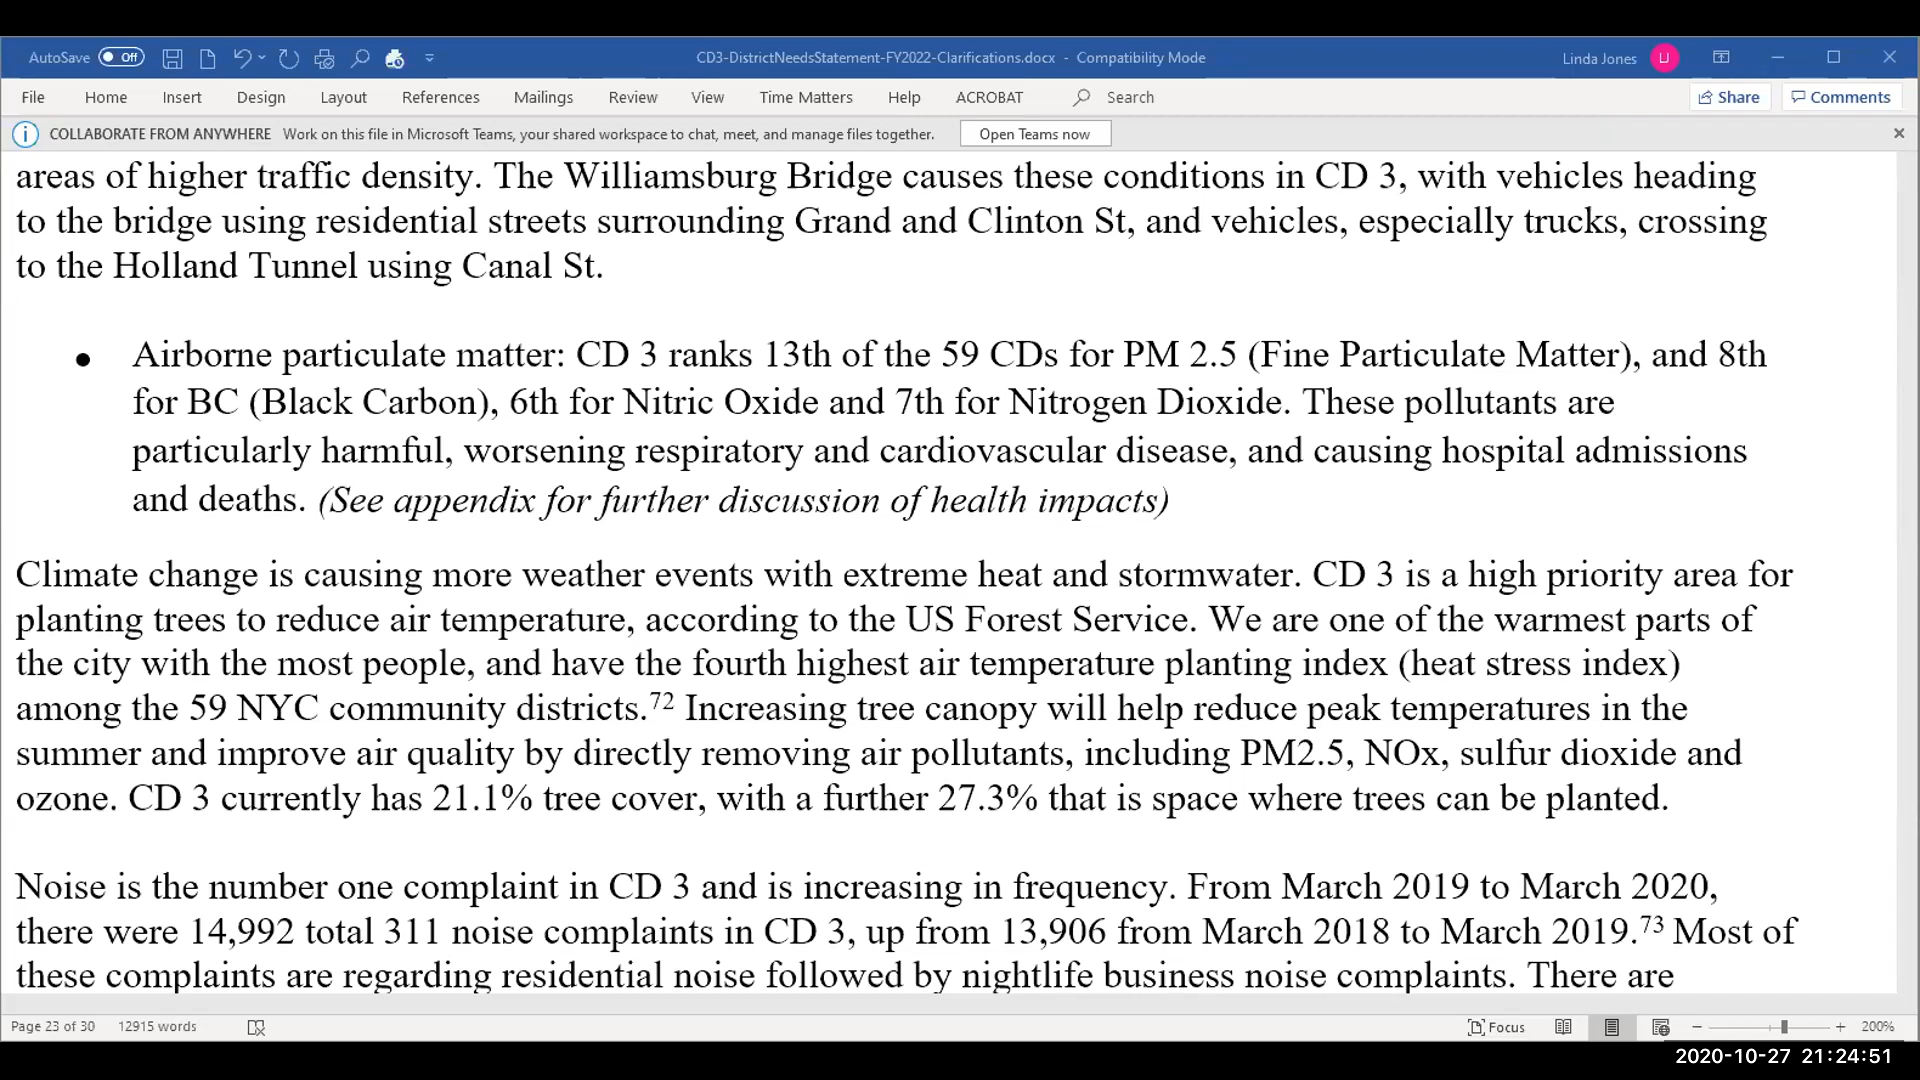 AutoSave Off
CD3-DistrictNeedsStatement-FY2022-Clarifications.docx - Compatibility Mode
Linda Jones LJ
File Home Insert Design Layout References Mailings Review View Time Matters Help ACROBAT Search Share Comments
COLLABORATE FROM ANYWHERE Work on this file in Microsoft Teams, your shared workspace to chat, meet, and manage files together. Open Teams now
areas of higher traffic density. The Williamsburg Bridge causes these conditions in CD 3, with vehicles heading
to the bridge using residential streets surrounding Grand and Clinton St, and vehicles, especially trucks, crossing
to the Holland Tunnel using Canal St.
• Airborne particulate matter: CD 3 ranks 13th of the 59 CDs for PM 2.5 (Fine Particulate Matter), and 8th
for BC (Black Carbon), 6th for Nitric Oxide and 7th for Nitrogen Dioxide. These pollutants are
particularly harmful, worsening respiratory and cardiovascular disease, and causing hospital admissions
and deaths. (See appendix for further discussion of health impacts)
Climate change is causing more weather events with extreme heat and stormwater. CD 3 is a high priority area for
planting trees to reduce air temperature, according to the US Forest Service. We are one of the warmest parts of
the city with the most people, and have the fourth highest air temperature planting index (heat stress index)
among the 59 NYC community districts.72 Increasing tree canopy will help reduce peak temperatures in the
summer and improve air quality by directly removing air pollutants, including PM2.5, NOx, sulfur dioxide and
ozone. CD 3 currently has 21.1% tree cover, with a further 27.3% that is space where trees can be planted.
Noise is the number one complaint in CD 3 and is increasing in frequency. From March 2019 to March 2020,
there were 14,992 total 311 noise complaints in CD 3, up from 13,906 from March 2018 to March 2019.73 Most of
these complaints are regarding residential noise followed by nightlife business noise complaints. There are
Page 23 of 30 12915 words Focus 200%
2020-10-27 21:24:51